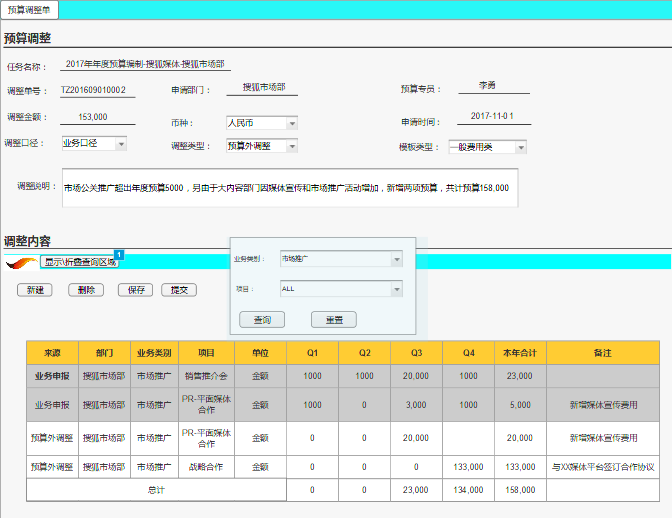 预算调整单
预算调整
任务名称： 2017年年度预算编制-搜狐媒体-搜狐市场部
调整单号： TZ201609010002 申请部门： 搜狐市场部 预算专员： 李勇
调整金额： 153,000 币种： 人民币 申请时间： 2017-11-01
调整口径： 业务口径 调整类型： 预算外调整 模板类型： 一般费用类
调整说明： 市场公关推广超出年度预算5000，另由于大内容部门因媒体宣传和市场推广活动增加，新增两项预算，共计预算158,000
调整内容
显示\折叠查询区域 1
业务类别： 市场推广
项目： ALL
查询 重置
新建 删除 保存 提交
来源 部门 业务类别 项目 单位 Q1 Q2 Q3 Q4 本年合计 备注
业务申报 搜狐市场部 市场推广 销售推介会 金额 1000 1000 20,000 1000 23,000
业务申报 搜狐市场部 市场推广 PR-平面媒体合作 金额 1000 0 3,000 1000 5,000 新增媒体宣传费用
预算外调整 搜狐市场部 市场推广 PR-平面媒体合作 金额 0 0 20,000 20,000 新增媒体宣传费用
预算外调整 搜狐市场部 市场推广 战略合作 金额 0 0 0 133,000 133,000 与XX媒体平台签订合作协议
总计 0 0 23,000 134,000 158,000